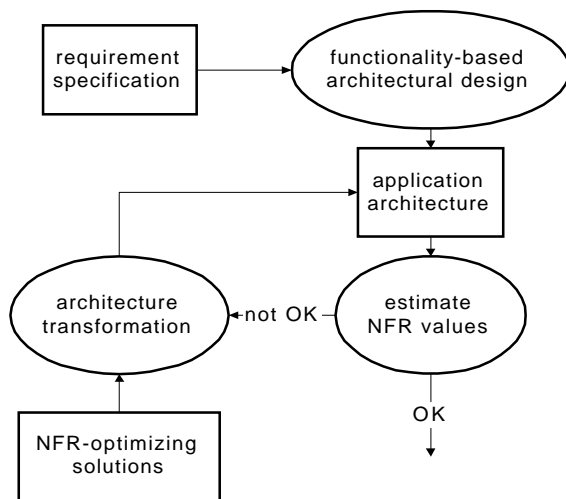 requirement
specification
functionality-based
architectural design
application
architecture
architecture
transformation
not OK
estimate
NFR values
OK
NFR-optimizing
solutions